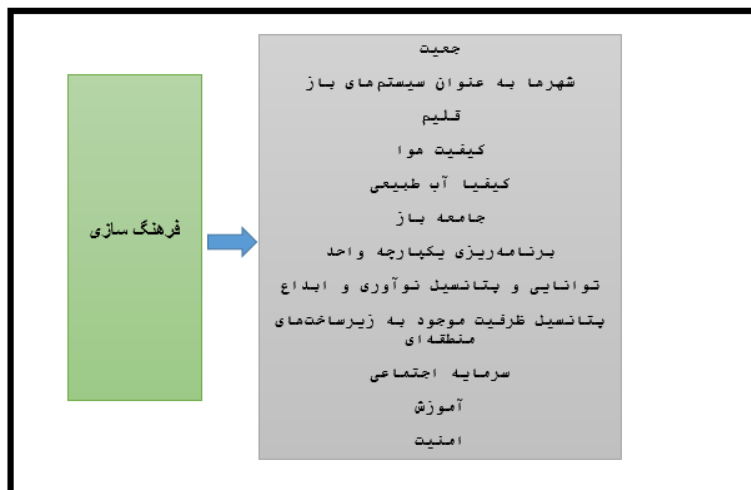 فرهنگ سازی
جعیت
شهرها به عنوان سیستم‌های باز
قلیم
کیفیت هوا
کیفیا آب طبیعی
جامعه باز
برنامه‌ریزی یکپارچه واحد
توانایی و پتانسیل نوآوری و ابداع
پتانسیل ظرفیت موجود به زیرساخت‌های
منطقه‌ای
سرمایه اجتماعی
آموزش
امنیت